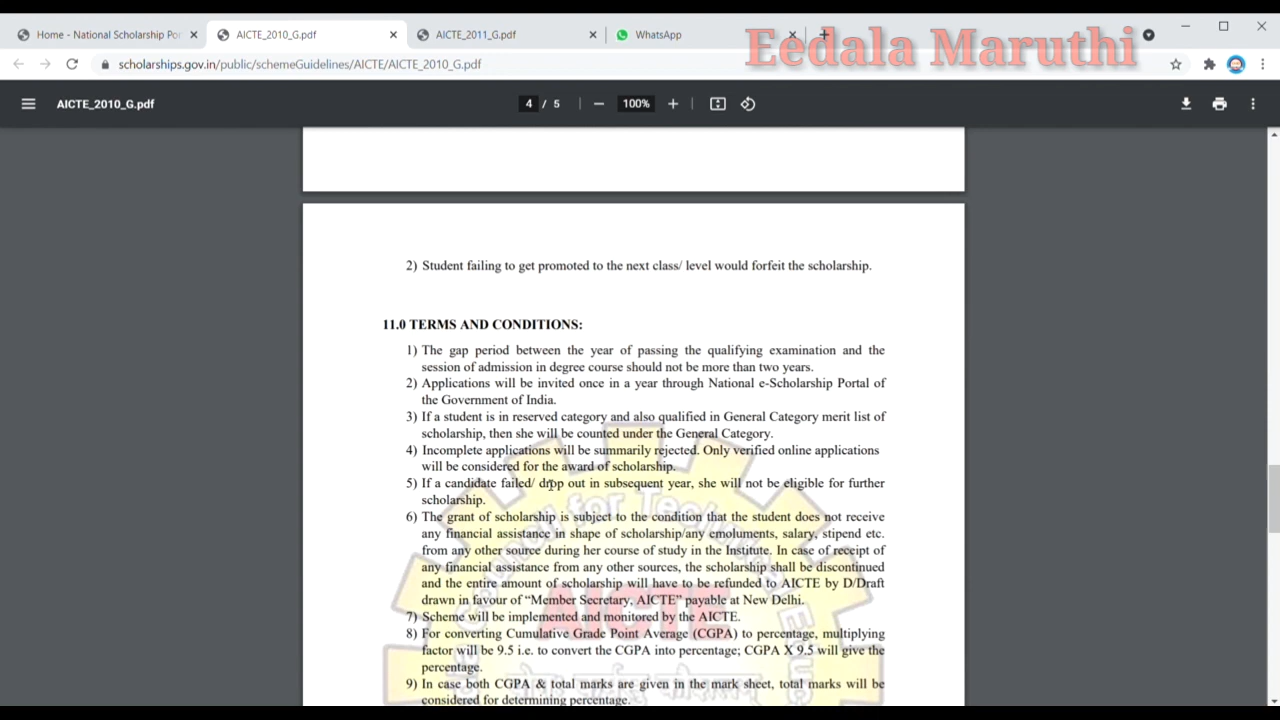 Home - National Scholarship Po
AICTE_2010_G.pdf
AICTE_2011_G.pdf
WhatsApp
Eedala Maruthi
scholarships.gov.in/public/schemeGuidelines/AICTE/AICTE_2010_G.pdf
AICTE_2010_G.pdf
4 / 5
100%
2) Student failing to get promoted to the next class/ level would forfeit the scholarship.
11.0 TERMS AND CONDITIONS:
1) The gap period between the year of passing the qualifying examination and the
session of admission in degree course should not be more than two years.
2) Applications will be invited once in a year through National e-Scholarship Portal of
the Government of India.
3) If a student is in reserved category and also qualified in General Category merit list of
scholarship, then she will be counted under the General Category.
4) Incomplete applications will be summarily rejected. Only verified online applications
will be considered for the award of scholarship.
5) If a candidate failed/ drop out in subsequent year, she will not be eligible for further
scholarship.
6) The grant of scholarship is subject to the condition that the student does not receive
any financial assistance in shape of scholarship/any emoluments, salary, stipend etc.
from any other source during her course of study in the Institute. In case of receipt of
any financial assistance from any other sources, the scholarship shall be discontinued
and the entire amount of scholarship will have to be refunded to AICTE by D/Draft
drawn in favour of “Member Secretary, AICTE” payable at New Delhi.
7) Scheme will be implemented and monitored by the AICTE.
8) For converting Cumulative Grade Point Average (CGPA) to percentage, multiplying
factor will be 9.5 i.e. to convert the CGPA into percentage; CGPA X 9.5 will give the
percentage.
9) In case both CGPA & total marks are given in the mark sheet, total marks will be
considered for determining percentage.
AICTE